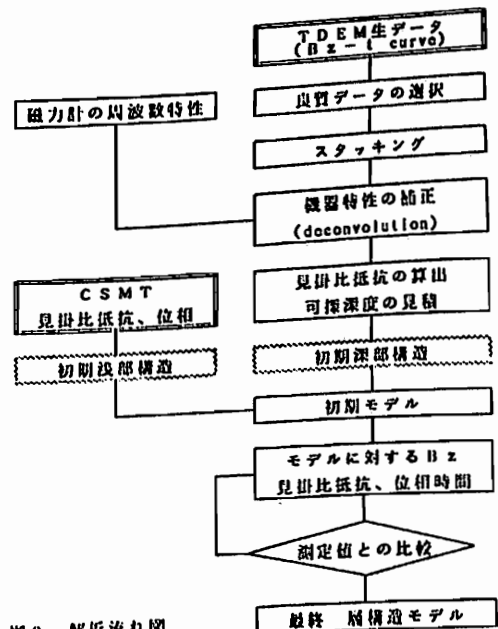 TDEM生データ
(Bz-t curve)
良質データの選択
磁力計の周波数特性
スタッキング
機器特性の補正
(deconvolution)
見掛比抵抗の算出
可探深度の見積
CSMT
見掛比抵抗、位相
初期浅部構造
初期深部構造
初期モデル
モデルに対するBz
見掛比抵抗、位相時間
測定値との比較
最終 層構造モデル
解析流れ図